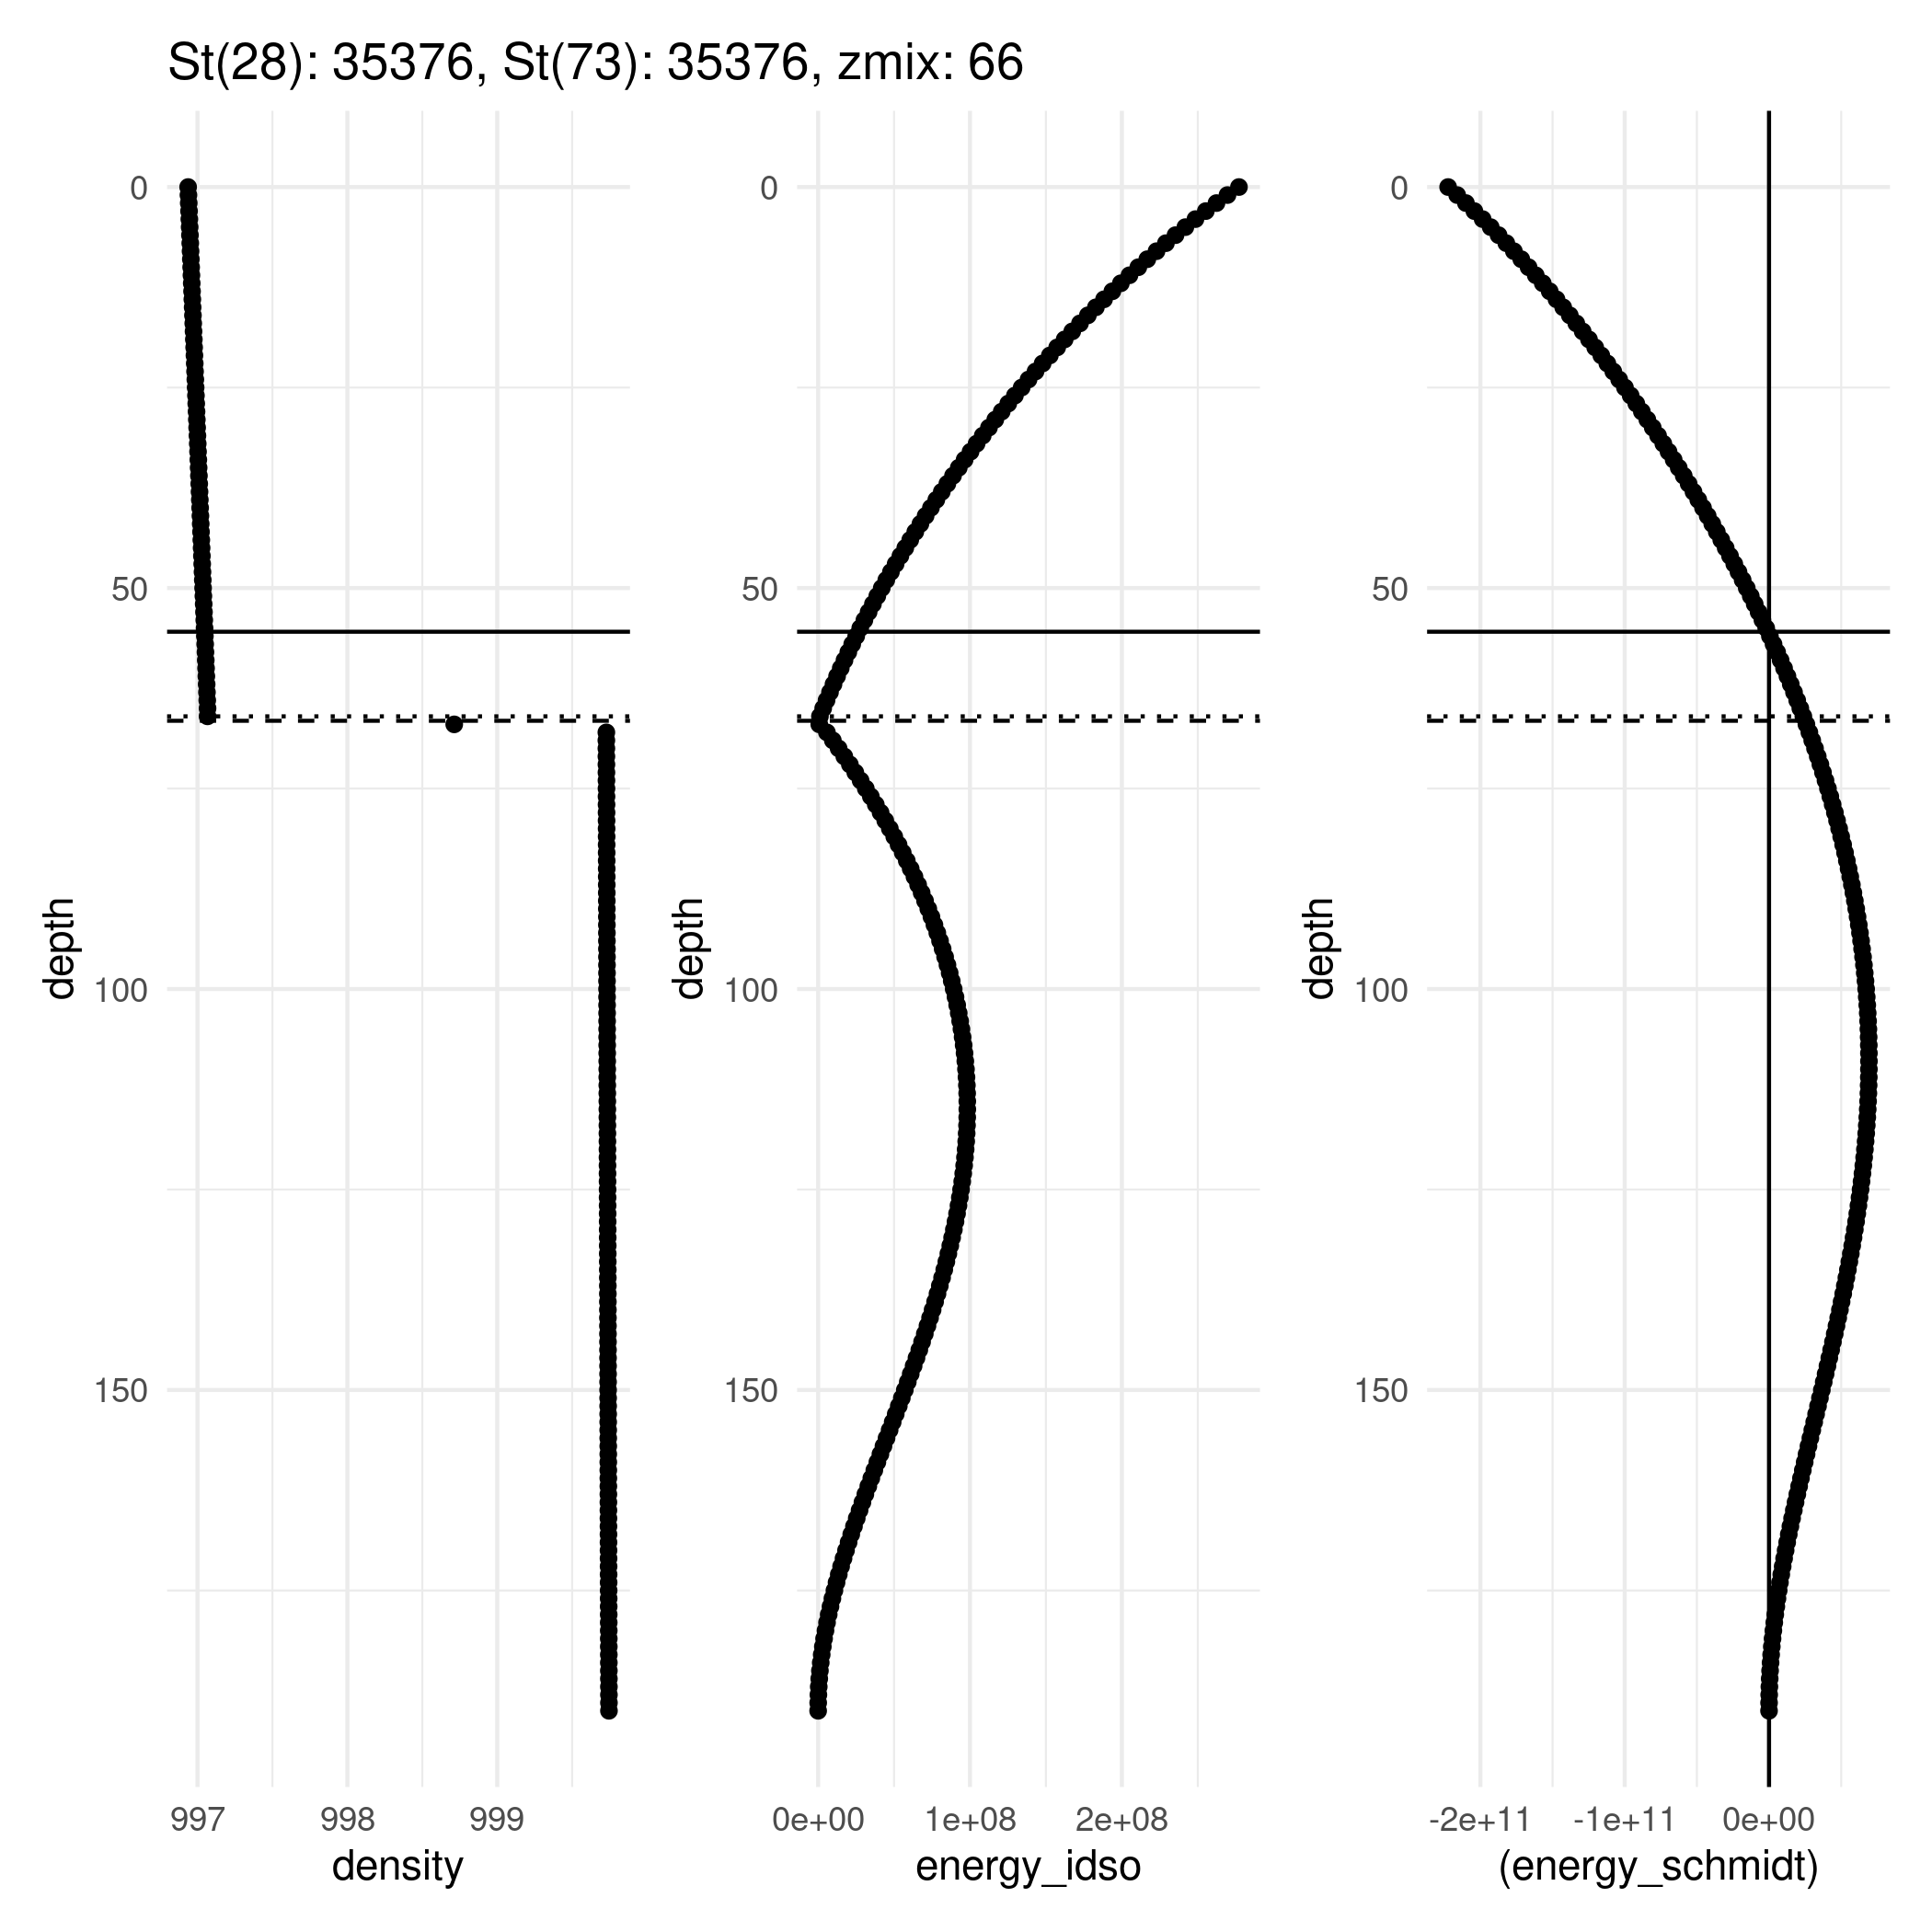 St(28): 35376, St(73): 35376, zmix: 66
0
50
100
150
depth
997 998 999
density
0
50
100
150
depth
0e+00 1e+08 2e+08
energy_idso
0
50
100
150
depth
-2e+11 -1e+11 0e+00
(energy_schmidt)